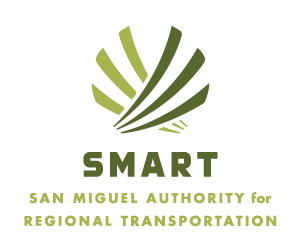 SMART
SAN MIGUEL AUTHORITY for
REGIONAL TRANSPORTATION